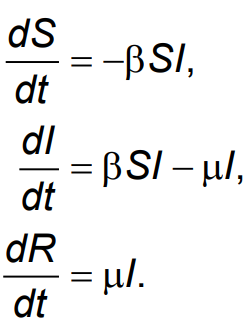 dS/dt = −βSI,
dI/dt = βSI − μI,
dR/dt = μI.